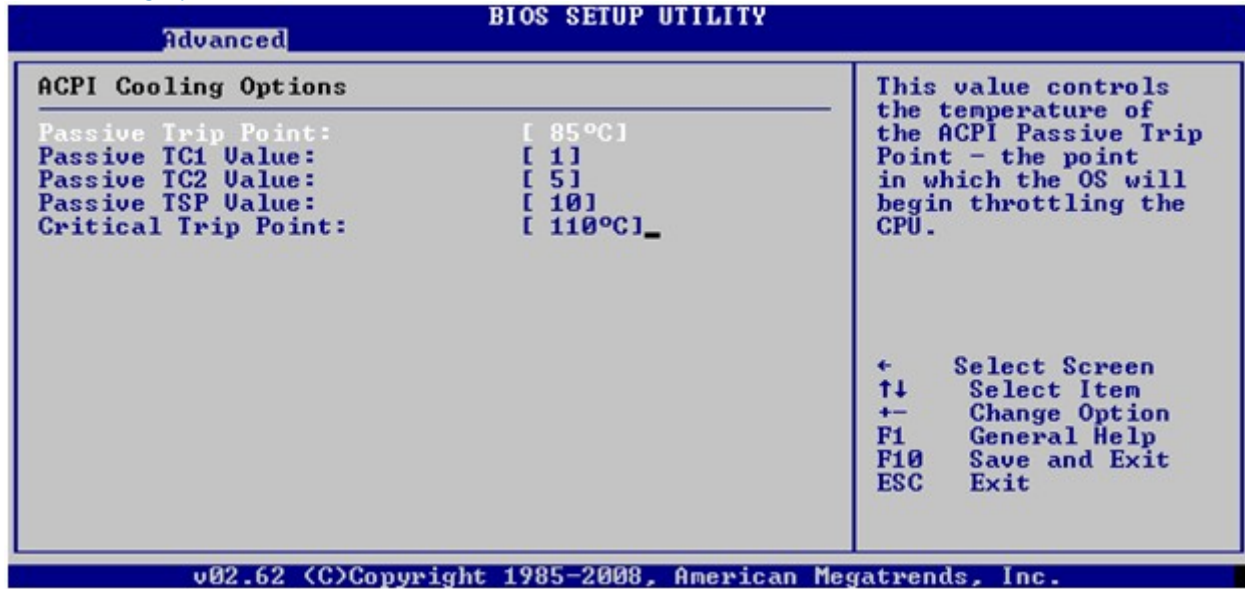 BIOS SETUP UTILITY
Advanced
ACPI Cooling Options
Passive Trip Point: [ 85ºC]
Passive TC1 Value: [ 1]
Passive TC2 Value: [ 5]
Passive TSP Value: [ 10]
Critical Trip Point: [ 110ºC]_
This value controls
the temperature of
the ACPI Passive Trip
Point - the point
in which the OS will
begin throttling the
CPU.
← Select Screen
↑↓ Select Item
+- Change Option
F1 General Help
F10 Save and Exit
ESC Exit
v02.62 (C)Copyright 1985-2008, American Megatrends, Inc.